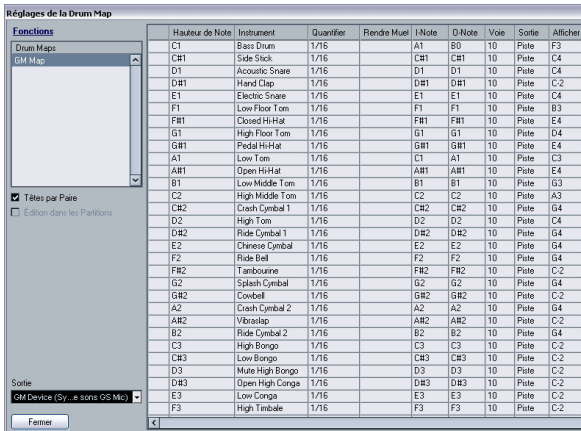 Réglages de la Drum Map
Fonctions
Drum Maps
GM Map
Têtes par Paire
Édition dans les Partitions
Sortie
GM Device (Sy...e sons GS Mic)
Fermer
Hauteur de Note Instrument Quantifier Rendre Muet I-Note O-Note Voie Sortie Afficher
C1 Bass Drum 1/16 A1 B0 10 Piste F3
C#1 Side Stick 1/16 C#1 C#1 10 Piste C4
D1 Acoustic Snare 1/16 D1 D1 10 Piste C4
D#1 Hand Clap 1/16 D#1 D#1 10 Piste C-2
E1 Electric Snare 1/16 E1 E1 10 Piste C4
F1 Low Floor Tom 1/16 F1 F1 10 Piste B3
F#1 Closed Hi-Hat 1/16 F#1 F#1 10 Piste E4
G1 High Floor Tom 1/16 G1 G1 10 Piste D4
G#1 Pedal Hi-Hat 1/16 G#1 G#1 10 Piste E4
A1 Low Tom 1/16 C1 A1 10 Piste C3
A#1 Open Hi-Hat 1/16 A#1 A#1 10 Piste E4
B1 Low Middle Tom 1/16 B1 B1 10 Piste G3
C2 High Middle Tom 1/16 C2 C2 10 Piste A3
C#2 Crash Cymbal 1 1/16 C#2 C#2 10 Piste G4
D2 High Tom 1/16 D2 D2 10 Piste C4
D#2 Ride Cymbal 1 1/16 D#2 D#2 10 Piste G4
E2 Chinese Cymbal 1/16 E2 E2 10 Piste G4
F2 Ride Bell 1/16 F2 F2 10 Piste G4
F#2 Tambourine 1/16 F#2 F#2 10 Piste C-2
G2 Splash Cymbal 1/16 G2 G2 10 Piste G4
G#2 Cowbell 1/16 G#2 G#2 10 Piste C-2
A2 Crash Cymbal 2 1/16 A2 A2 10 Piste G4
A#2 Vibraslap 1/16 A#2 A#2 10 Piste C-2
B2 Ride Cymbal 2 1/16 B2 B2 10 Piste G4
C3 High Bongo 1/16 C3 C3 10 Piste C-2
C#3 Low Bongo 1/16 C#3 C#3 10 Piste C-2
D3 Mute High Bongo 1/16 D3 D3 10 Piste C-2
D#3 Open High Conga 1/16 D#3 D#3 10 Piste C-2
E3 Low Conga 1/16 E3 E3 10 Piste C-2
F3 High Timbale 1/16 F3 F3 10 Piste C-2